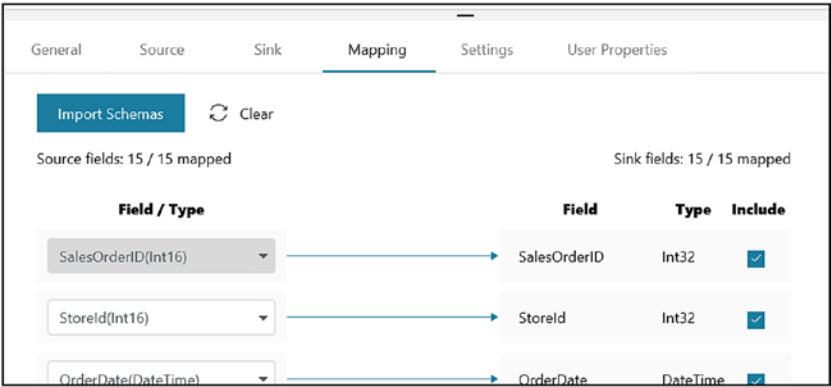 General Source Sink Mapping Settings User Properties
Import Schemas Clear
Source fields: 15 / 15 mapped Sink fields: 15 / 15 mapped
Field / Type Field Type Include
SalesOrderID(Int16) SalesOrderID Int32
StoreId(Int16) StoreId Int32
OrderDate(DateTime) OrderDate DateTime